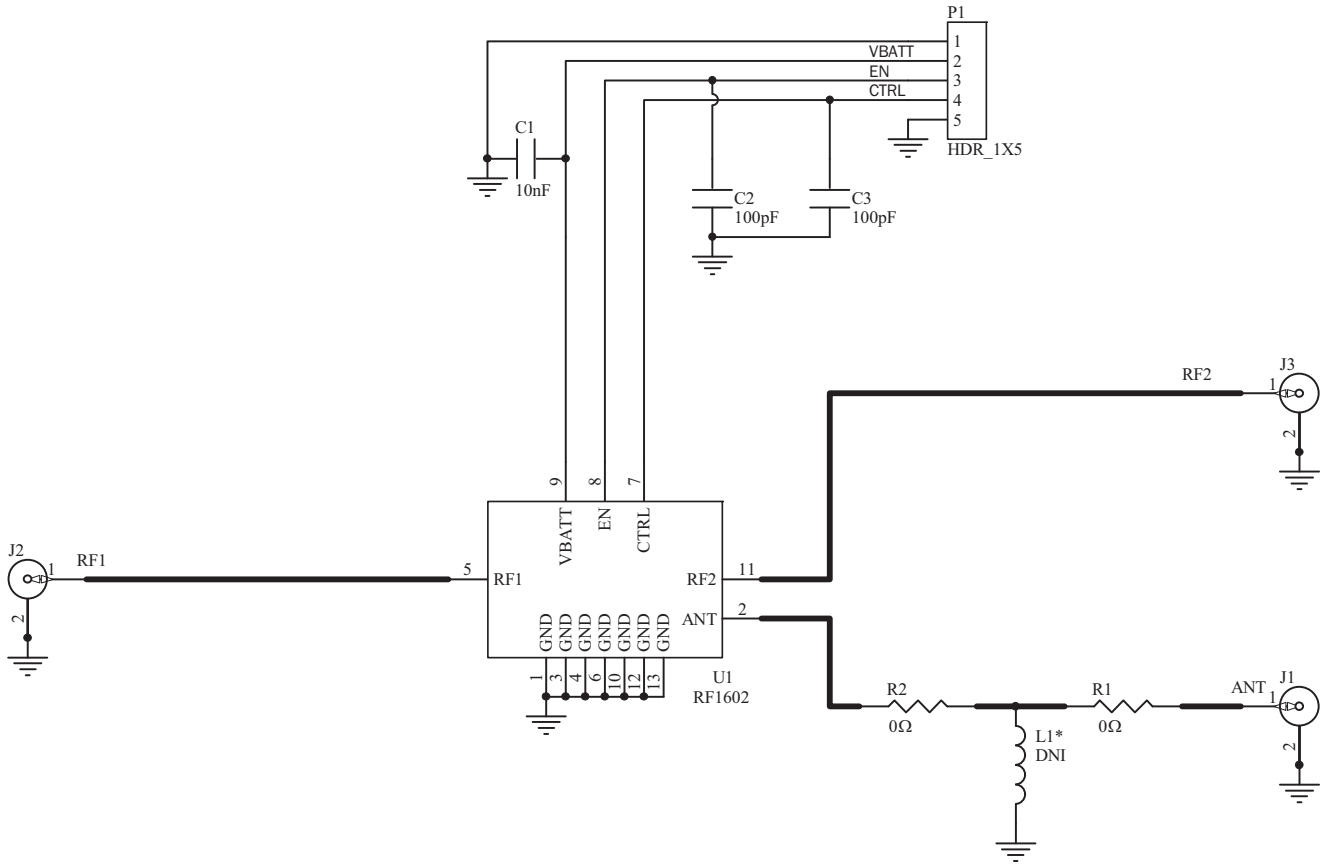 P1
1
VBATT 2
EN 3
CTRL 4
5
HDR_1X5
C1
10nF
C2
100pF
C3
100pF
J3
RF2
1
2
9 8 7
VBATT EN CTRL
J2
1 RF1
2
5 RF1
RF2 11
ANT 2
GND GND GND GND GND GND GND
1 3 4 6 10 12 13
U1
RF1602
R2
0Ω
R1
0Ω
ANT
J1
1
2
L1*
DNI